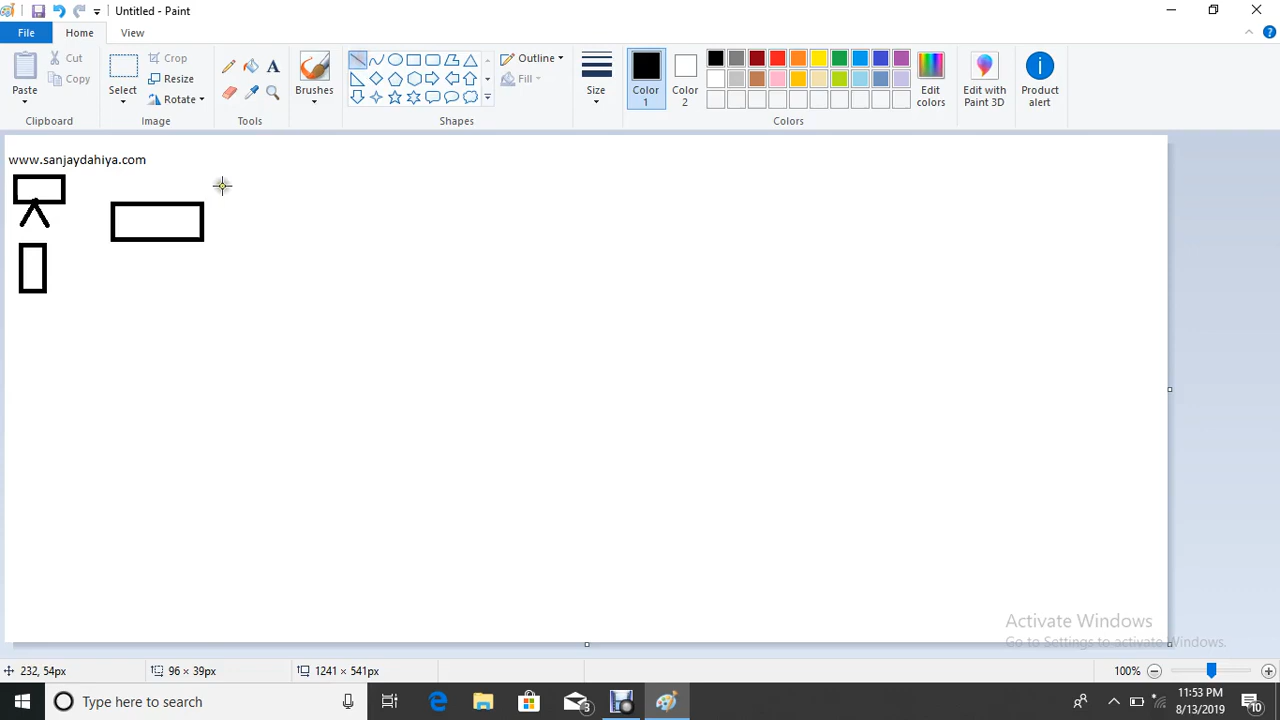 Untitled - Paint
File
Home
View
Paste
Cut
Copy
Clipboard
Select
Crop
Resize
Rotate
Image
Tools
Brushes
Shapes
Outline
Fill
Size
Color
1
Color
2
Edit
colors
Colors
Edit with
Paint 3D
Product
alert
www.sanjaydahiya.com
Activate Windows
Go to Settings to activate Windows.
232, 54px
96 × 39px
1241 × 541px
100%
Type here to search
3
11:53 PM
8/13/2019
10